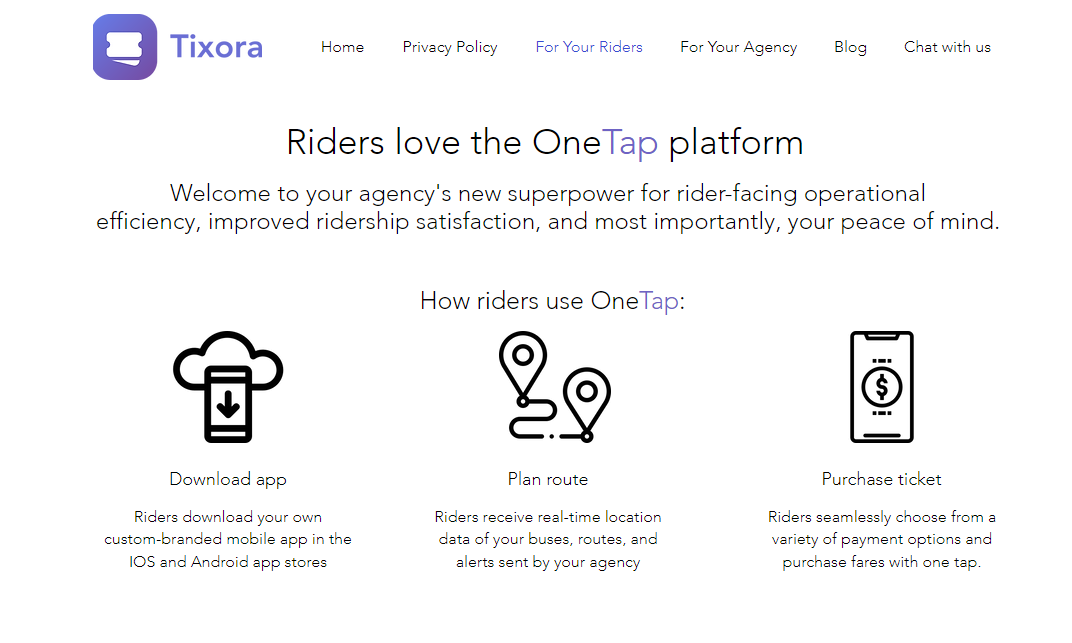 Tixora
Home Privacy Policy For Your Riders For Your Agency Blog Chat with us
Riders love the OneTap platform
Welcome to your agency's new superpower for rider-facing operational
efficiency, improved ridership satisfaction, and most importantly, your peace of mind.
How riders use OneTap:
Download app
Riders download your own
custom-branded mobile app in the
IOS and Android app stores
Plan route
Riders receive real-time location
data of your buses, routes, and
alerts sent by your agency
$
Purchase ticket
Riders seamlessly choose from a
variety of payment options and
purchase fares with one tap.